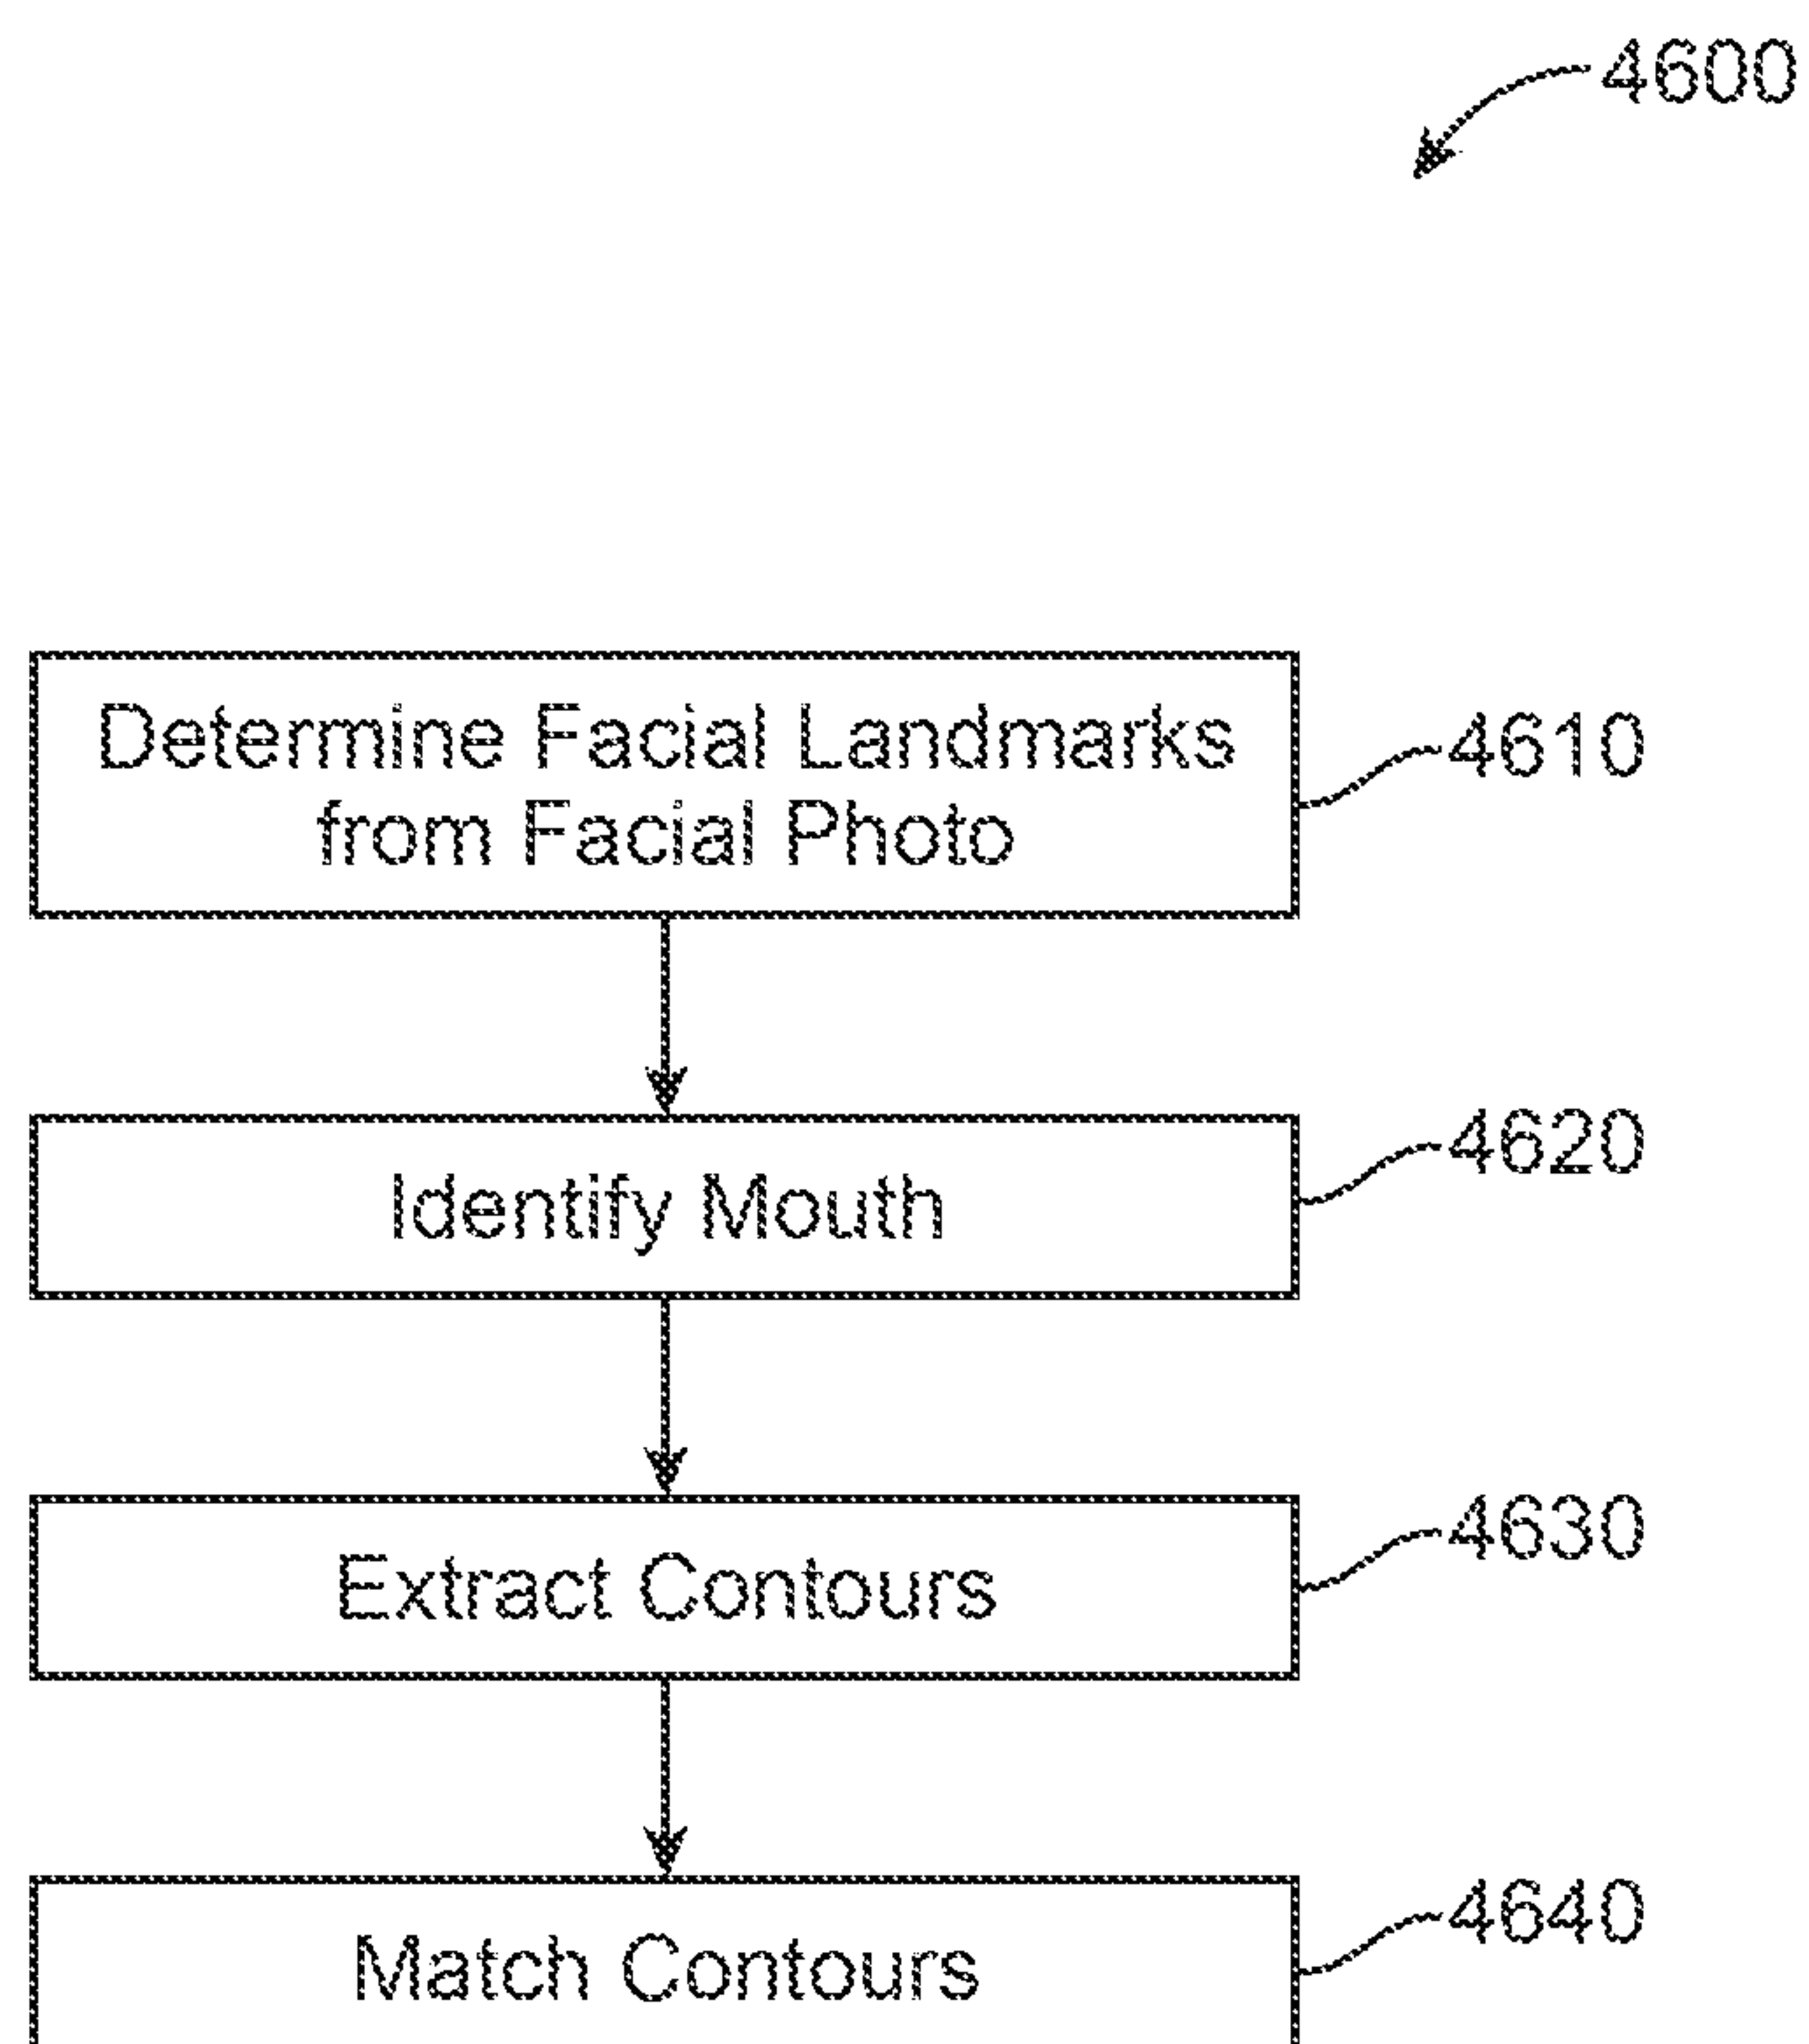 4600
Determine Facial Landmarks
from Facial Photo
4610
Identify Mouth
4620
Extract Contours
4630
Match Contours
4640